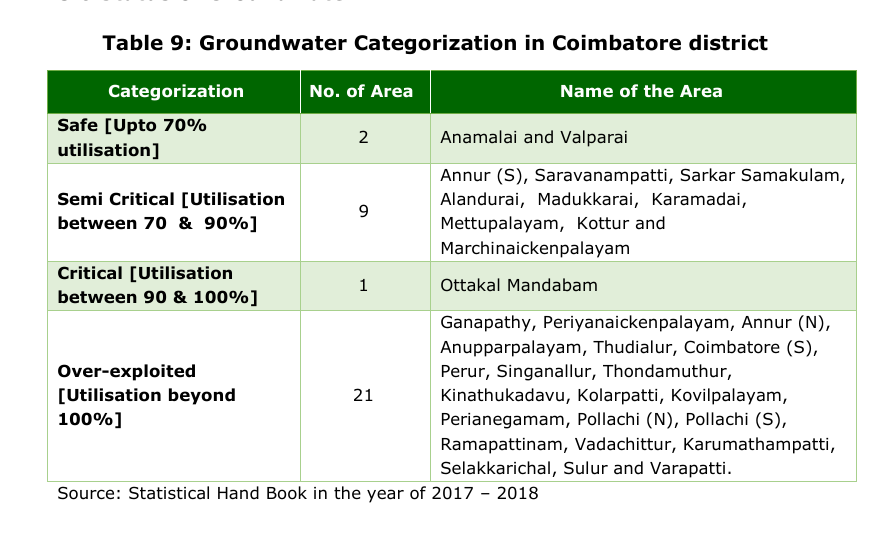 Table 9: Groundwater Categorization in Coimbatore district
Categorization No. of Area Name of the Area
Safe [Upto 70%
utilisation]
2
Anamalai and Valparai
Semi Critical [Utilisation
between 70 & 90%]
9
Annur (S), Saravanampatti, Sarkar Samakulam,
Alandurai, Madukkarai, Karamadai,
Mettupalayam, Kottur and
Marchinaickenpalayam
Critical [Utilisation
between 90 & 100%]
1
Ottakal Mandabam
Over-exploited
[Utilisation beyond
100%]
21
Ganapathy, Periyanaickenpalayam, Annur (N),
Anupparpalayam, Thudialur, Coimbatore (S),
Perur, Singanallur, Thondamuthur,
Kinathukadavu, Kolarpatti, Kovilpalayam,
Perianegamam, Pollachi (N), Pollachi (S),
Ramapattinam, Vadachittur, Karumathampatti,
Selakkarichal, Sulur and Varapatti.
Source: Statistical Hand Book in the year of 2017 – 2018